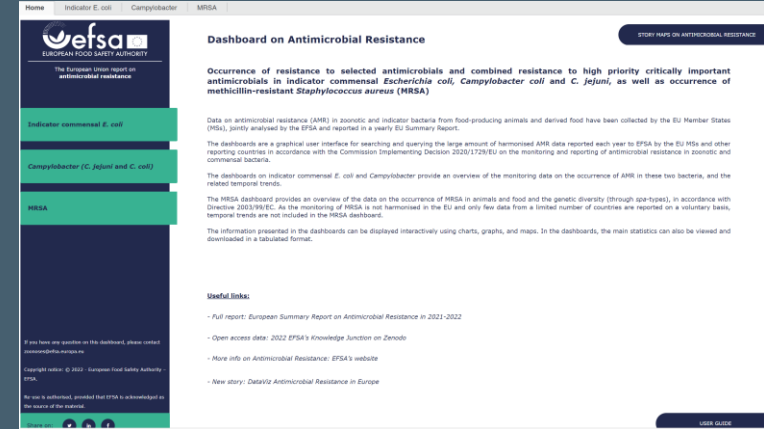 Home Indicator E. coli Campylobacter MRSA
efsa
EUROPEAN FOOD SAFETY AUTHORITY
The European Union report on
antimicrobial resistance
Indicator commensal E. coli
Campylobacter (C. jejuni and C. coli)
MRSA
If you have any question on this dashboard, please contact
zoonoses@efsa.europa.eu
Copyright notice: © 2022 - European Food Safety Authority –
EFSA.
Re-use is authorised, provided that EFSA is acknowledged as
the source of the material.
Share on:
Dashboard on Antimicrobial Resistance
STORY MAPS ON ANTIMICROBIAL RESISTANCE
Occurrence of resistance to selected antimicrobials and combined resistance to high priority critically important
antimicrobials in indicator commensal Escherichia coli, Campylobacter coli and C. jejuni, as well as occurrence of
methicillin-resistant Staphylococcus aureus (MRSA)
Data on antimicrobial resistance (AMR) in zoonotic and indicator bacteria from food-producing animals and derived food have been collected by the EU Member States
(MSs), jointly analysed by the EFSA and reported in a yearly EU Summary Report.
The dashboards are a graphical user interface for searching and querying the large amount of harmonised AMR data reported each year to EFSA by the EU MSs and other
reporting countries in accordance with the Commission Implementing Decision 2020/1729/EU on the monitoring and reporting of antimicrobial resistance in zoonotic and
commensal bacteria.
The dashboards on indicator commensal E. coli and Campylobacter provide an overview of the monitoring data on the occurrence of AMR in these two bacteria, and the
related temporal trends.
The MRSA dashboard provides an overview of the data on the occurrence of MRSA in animals and food and the genetic diversity (through spa-types), in accordance with
Directive 2003/99/EC. As the monitoring of MRSA is not harmonised in the EU and only few data from a limited number of countries are reported on a voluntary basis,
temporal trends are not included in the MRSA dashboard.
The information presented in the dashboards can be displayed interactively using charts, graphs, and maps. In the dashboards, the main statistics can also be viewed and
downloaded in a tabulated format.
Useful links:
- Full report: European Summary Report on Antimicrobial Resistance in 2021-2022
- Open access data: 2022 EFSA's Knowledge Junction on Zenodo
- More info on Antimicrobial Resistance: EFSA's website
- New story: DataViz Antimicrobial Resistance in Europe
USER GUIDE